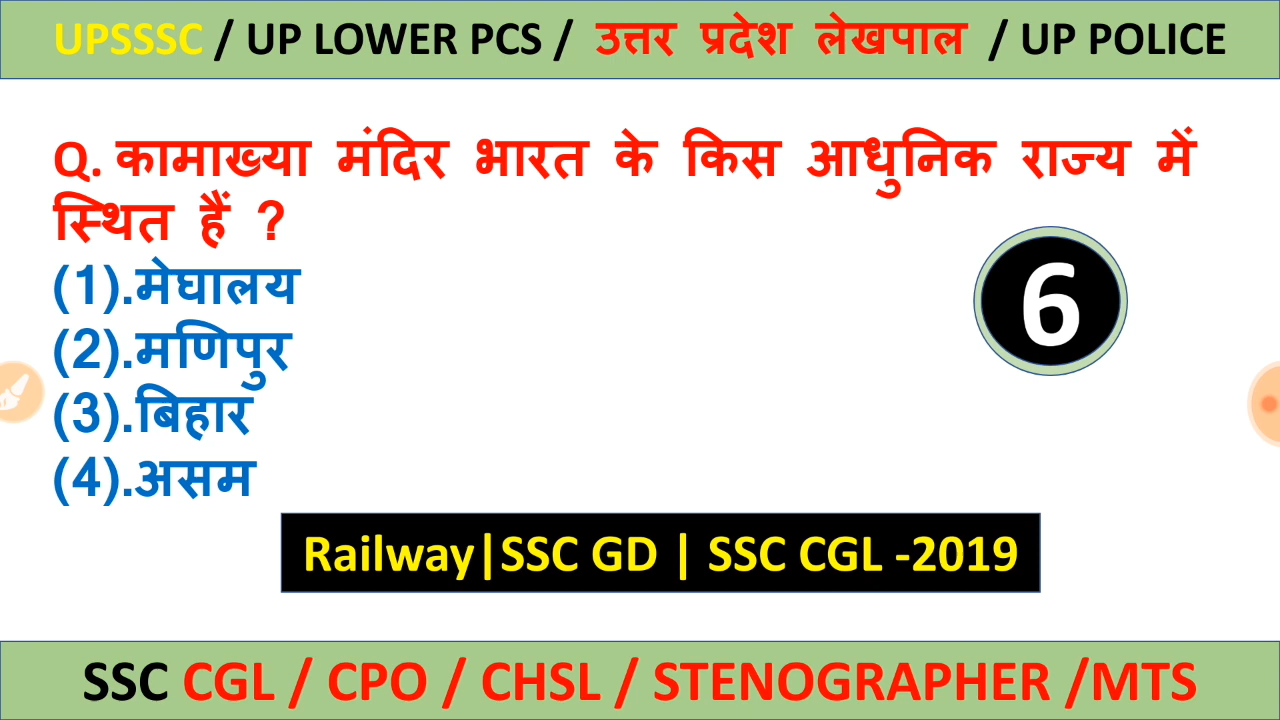 UPSSSC / UP LOWER PCS / उत्तर प्रदेश लेखपाल / UP POLICE
Q. कामाख्या मंदिर भारत के किस आधुनिक राज्य में
स्थित हैं ?
(1).मेघालय
(2).मणिपुर
(3).बिहार
(4).असम
6
Railway|SSC GD | SSC CGL -2019
SSC CGL / CPO / CHSL / STENOGRAPHER /MTS